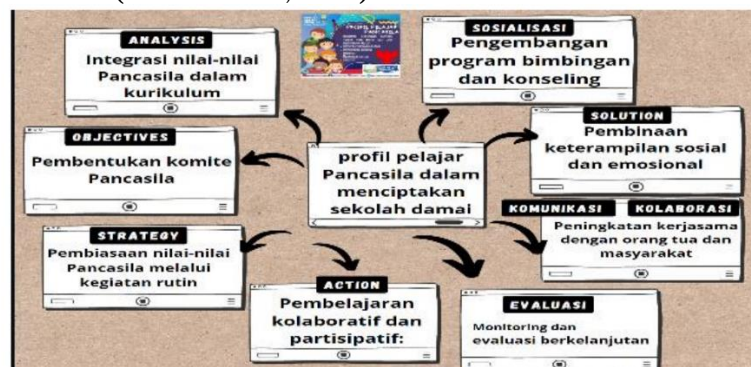 ANALYSIS
Integrasi nilai-nilai
Pancasila dalam
kurikulum
PANCASILA
SOSIALISASI
Pengembangan
program bimbingan
dan konseling
OBJECTIVES
Pembentukan komite
Pancasila
profil pelajar
Pancasila dalam
menciptakan
sekolah damai
SOLUTION
Pembinaan
keterampilan sosial
dan emosional
STRATEGY
Pembiasaan nilai-nilai
Pancasila melalui
kegiatan rutin
KOMUNIKASI KOLABORASI
Peningkatan kerjasama
dengan orang tua dan
masyarakat
ACTION
Pembelajaran
kolaboratif dan
partisipatif:
EVALUASI
Monitoring dan
evaluasi berkelanjutan